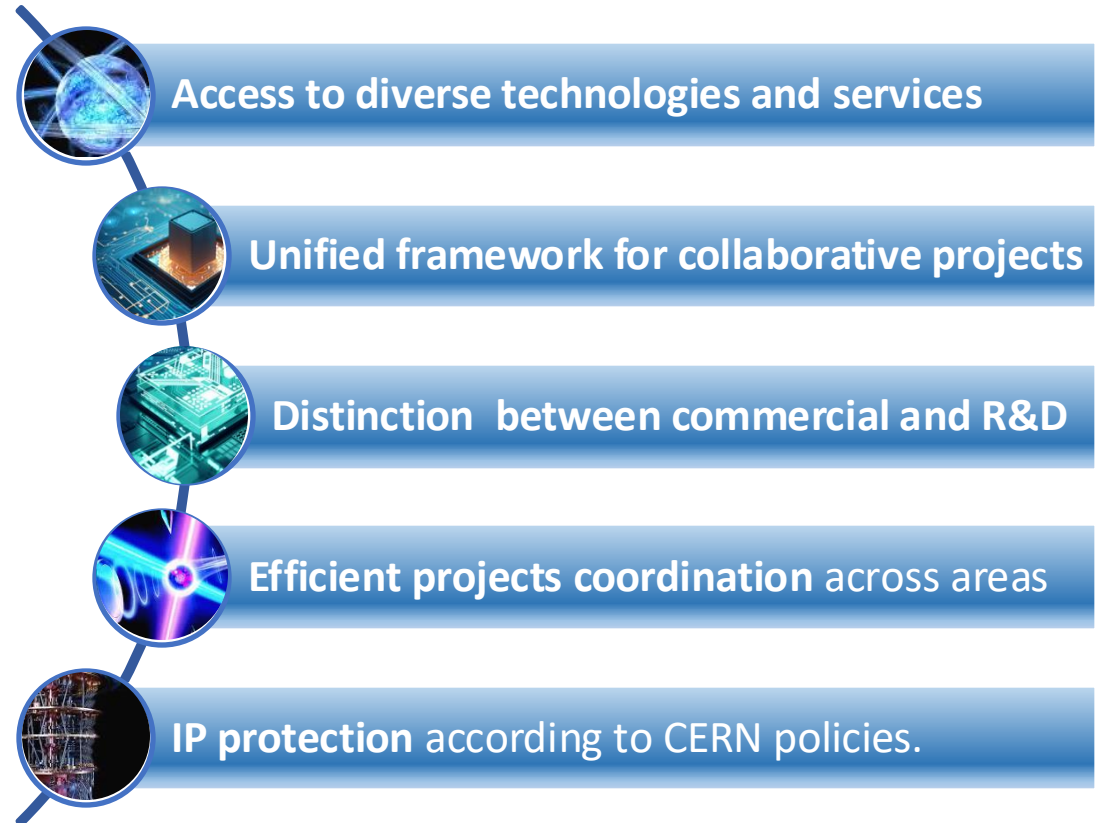 Access to diverse technologies and services
Unified framework for collaborative projects
Distinction  between commercial and R&D
Efficient projects coordination across areas
IP protection according to CERN policies.